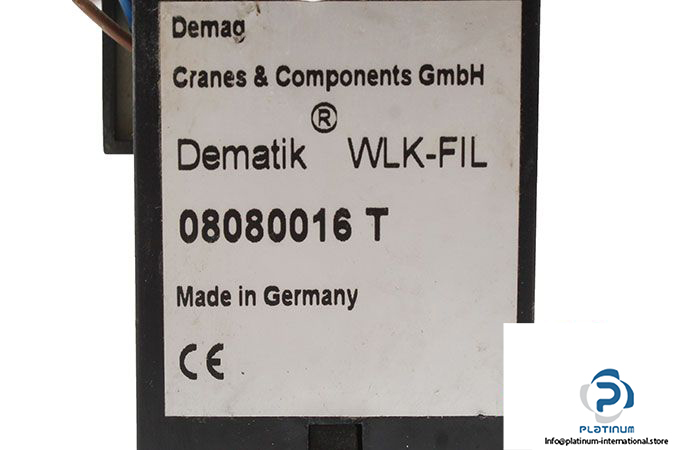 Demag
Cranes & Components GmbH
Dematik ® WLK-FIL
08080016 T
Made in Germany
CE
PLATINUM
Info@platinum-international.store